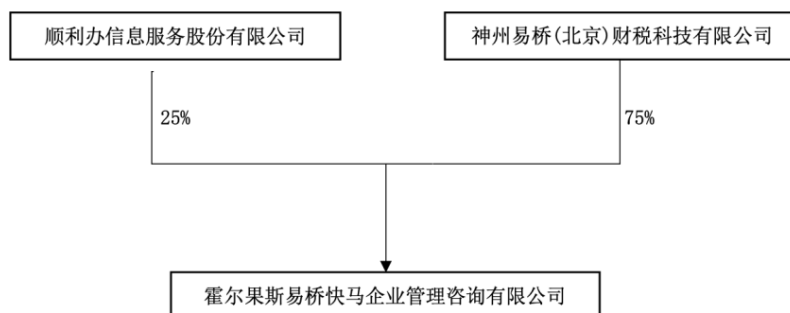 顺利办信息服务股份有限公司
神州易桥(北京)财税科技有限公司
25%
75%
霍尔果斯易桥快马企业管理咨询有限公司